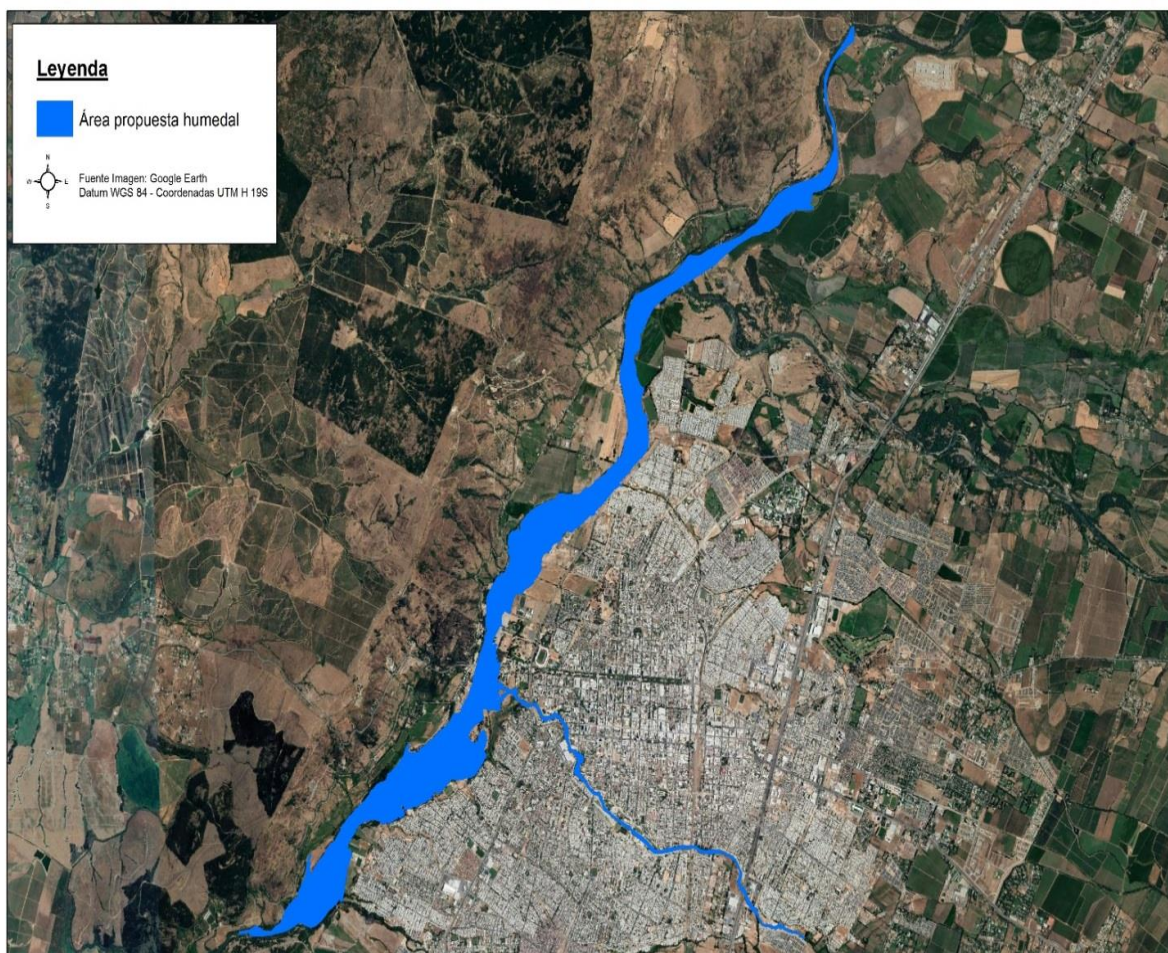 Leyenda
Área propuesta humedal
N
W E
S
Fuente Imagen: Google Earth
Datum WGS 84 - Coordenadas UTM H 19S